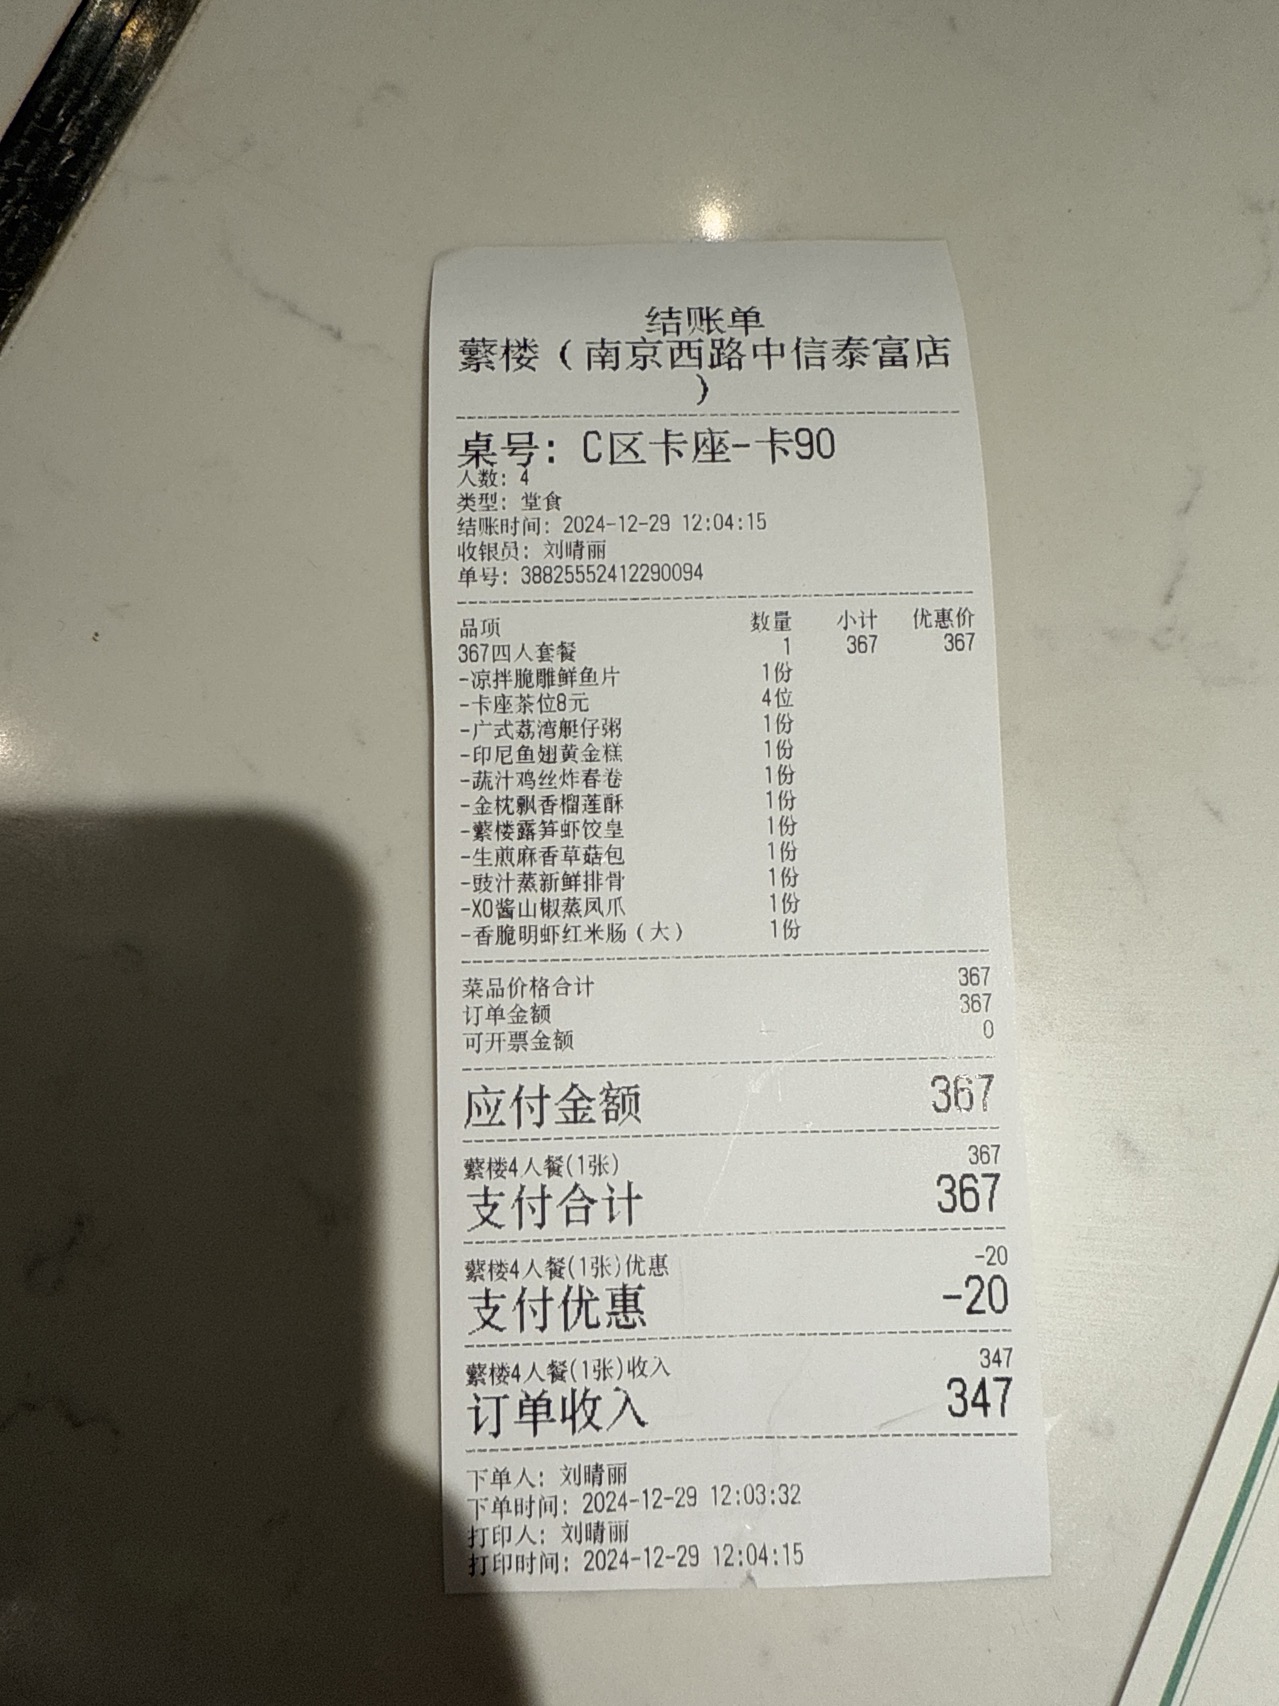 结账单
蘩楼（南京西路中信泰富店
）
桌号：C区卡座-卡90
人数：4
类型：堂食
结账时间：2024-12-29 12:04:15
收银员：刘晴丽
单号：38825552412290094
品项 数量 小计 优惠价
367四人套餐 1 367 367
-凉拌脆雕鲜鱼片 1份
-卡座茶位8元 4位
-广式荔湾艇仔粥 1份
-印尼鱼翅黄金糕 1份
-蔬汁鸡丝炸春卷 1份
-金枕飘香榴莲酥 1份
-蘩楼露笋虾饺皇 1份
-生煎麻香草菇包 1份
-豉汁蒸新鲜排骨 1份
-XO酱山椒蒸凤爪 1份
-香脆明虾红米肠（大） 1份
菜品价格合计 367
订单金额 367
可开票金额 0
应付金额 367
蘩楼4人餐(1张) 367
支付合计 367
蘩楼4人餐(1张)优惠 -20
支付优惠 -20
蘩楼4人餐(1张)收入 347
订单收入 347
下单人：刘晴丽
下单时间：2024-12-29 12:03:32
打印人：刘晴丽
打印时间：2024-12-29 12:04:15